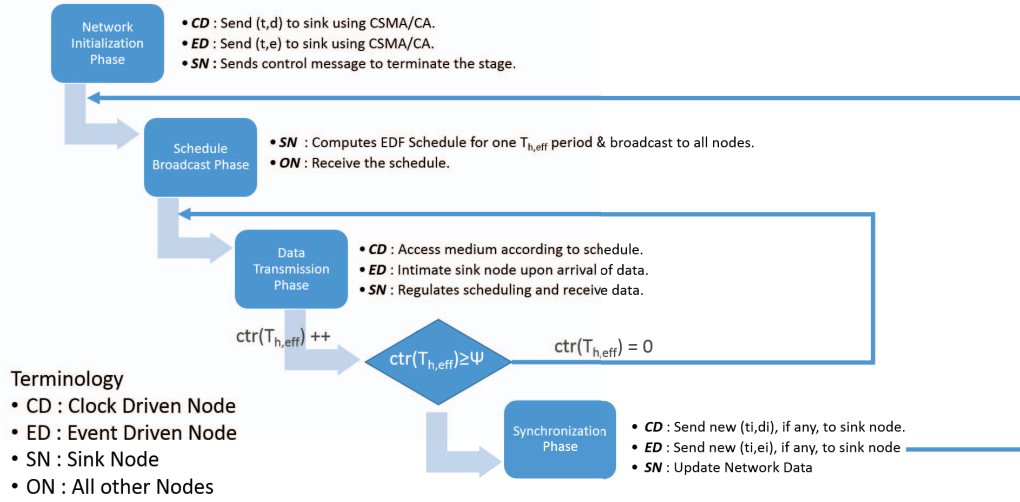 Network
Initialization
Phase
• CD : Send (t,d) to sink using CSMA/CA.
• ED : Send (t,e) to sink using CSMA/CA.
• SN : Sends control message to terminate the stage.
Schedule
Broadcast Phase
• SN : Computes EDF Schedule for one Th,eff period & broadcast to all nodes.
• ON : Receive the schedule.
Data
Transmission
Phase
• CD : Access medium according to schedule.
• ED : Intimate sink node upon arrival of data.
• SN : Regulates scheduling and receive data.
ctr(Th,eff) ++
ctr(Th,eff)≥Ψ
ctr(Th,eff) = 0
Terminology
• CD : Clock Driven Node
• ED : Event Driven Node
• SN : Sink Node
• ON : All other Nodes
Synchronization
Phase
• CD : Send new (ti,di), if any, to sink node.
• ED : Send new (ti,ei), if any, to sink node
• SN : Update Network Data